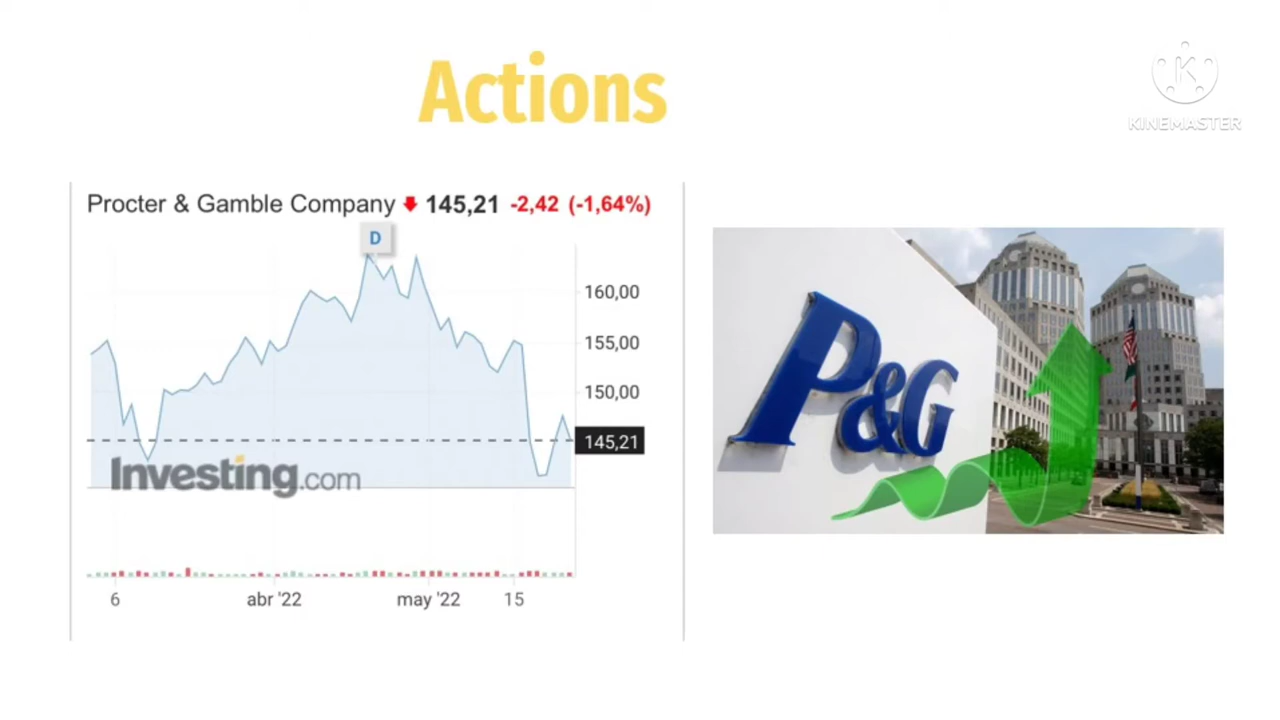 Actions
K
KINEMASTER
Procter & Gamble Company 145,21 -2,42 (-1,64%)
D
160,00
155,00
150,00
145,21
Investing.com
6 abr '22 may '22 15
P&G